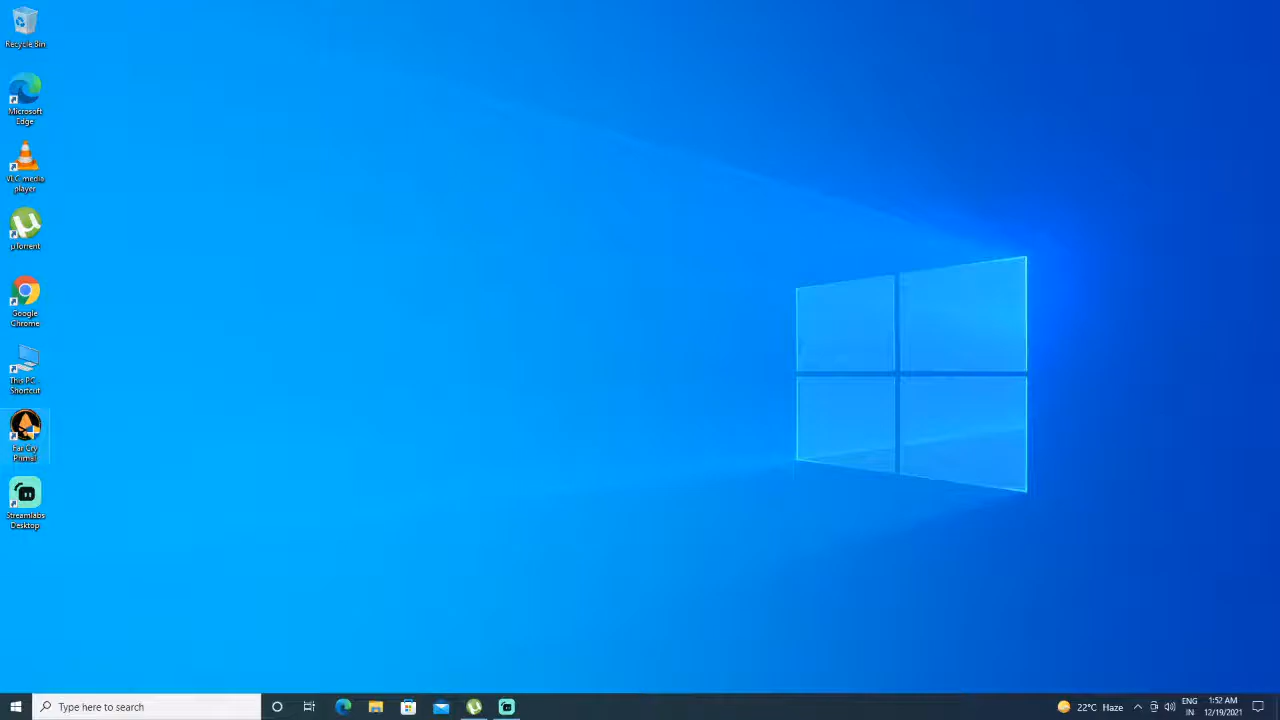 Recycle Bin
Microsoft
Edge
VLC media
player
µTorrent
Google
Chrome
This PC -
Shortcut
Far Cry
Primal
Streamlabs
Desktop
Type here to search
22°C Haze
ENG
IN
1:52 AM
12/19/2021